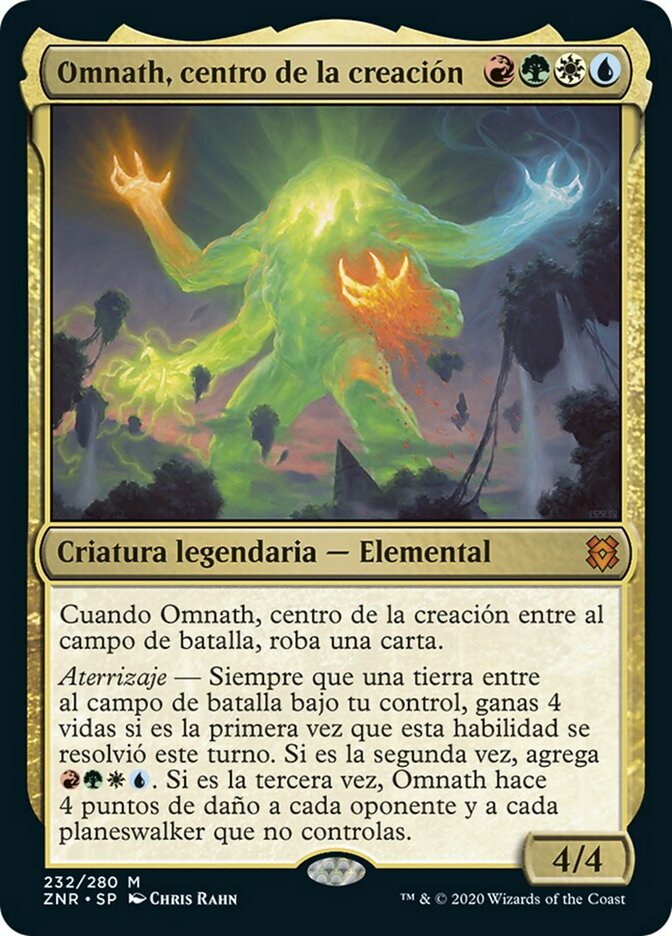 Omnath, centro de la creación
Criatura legendaria — Elemental
Cuando Omnath, centro de la creación entre al
campo de batalla, roba una carta.
Aterrizaje — Siempre que una tierra entre
al campo de batalla bajo tu control, ganas 4
vidas si es la primera vez que esta habilidad se
resolvió este turno. Si es la segunda vez, agrega
. Si es la tercera vez, Omnath hace
4 puntos de daño a cada oponente y a cada
planeswalker que no controlas.
4/4
232/280 M
ZNR • SP Chris Rahn
™ & © 2020 Wizards of the Coast